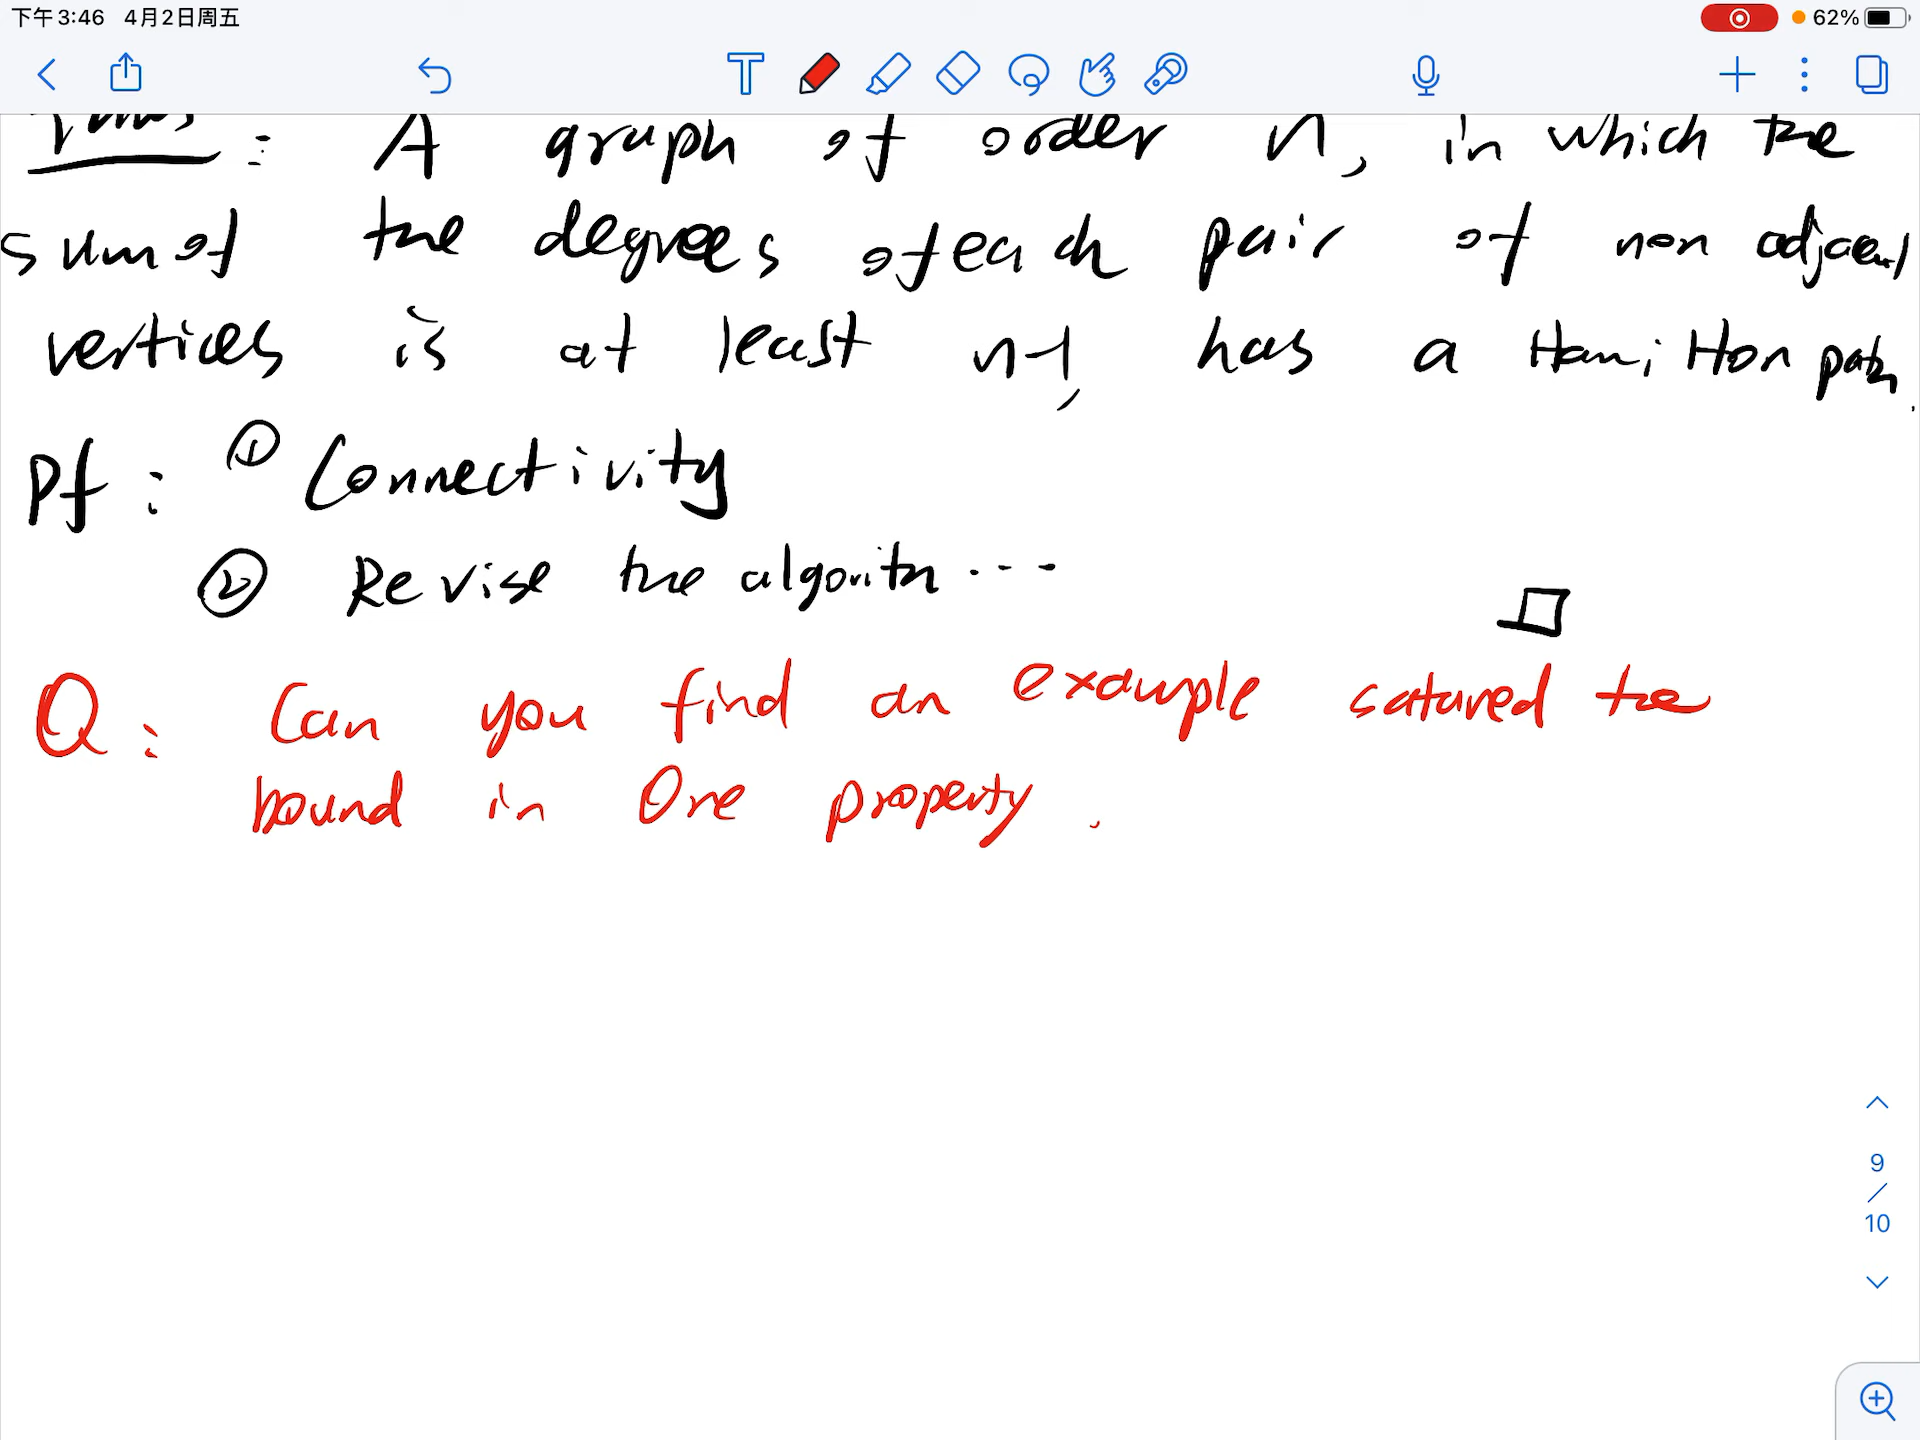 下午3:46 4月2日周五 62%
: A graph of order n, in which the
sum of the degrees of each pair of non adjacent
vertices is at least n-1, has a Hamilton path.
Pf: ① Connectivity
② Revise the algorith ...
Q: Can you find an example satured the
bound in Ore property.
9
/
10